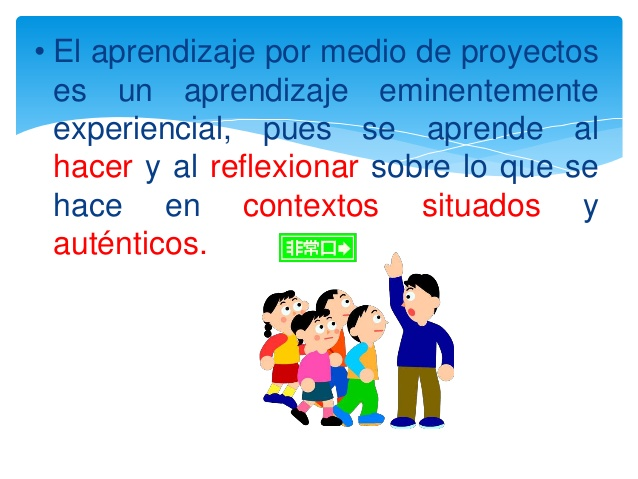 • El aprendizaje por medio de proyectos
es un aprendizaje eminentemente
experiencial, pues se aprende al
hacer y al reflexionar sobre lo que se
hace en contextos situados y
auténticos.
非常口➡